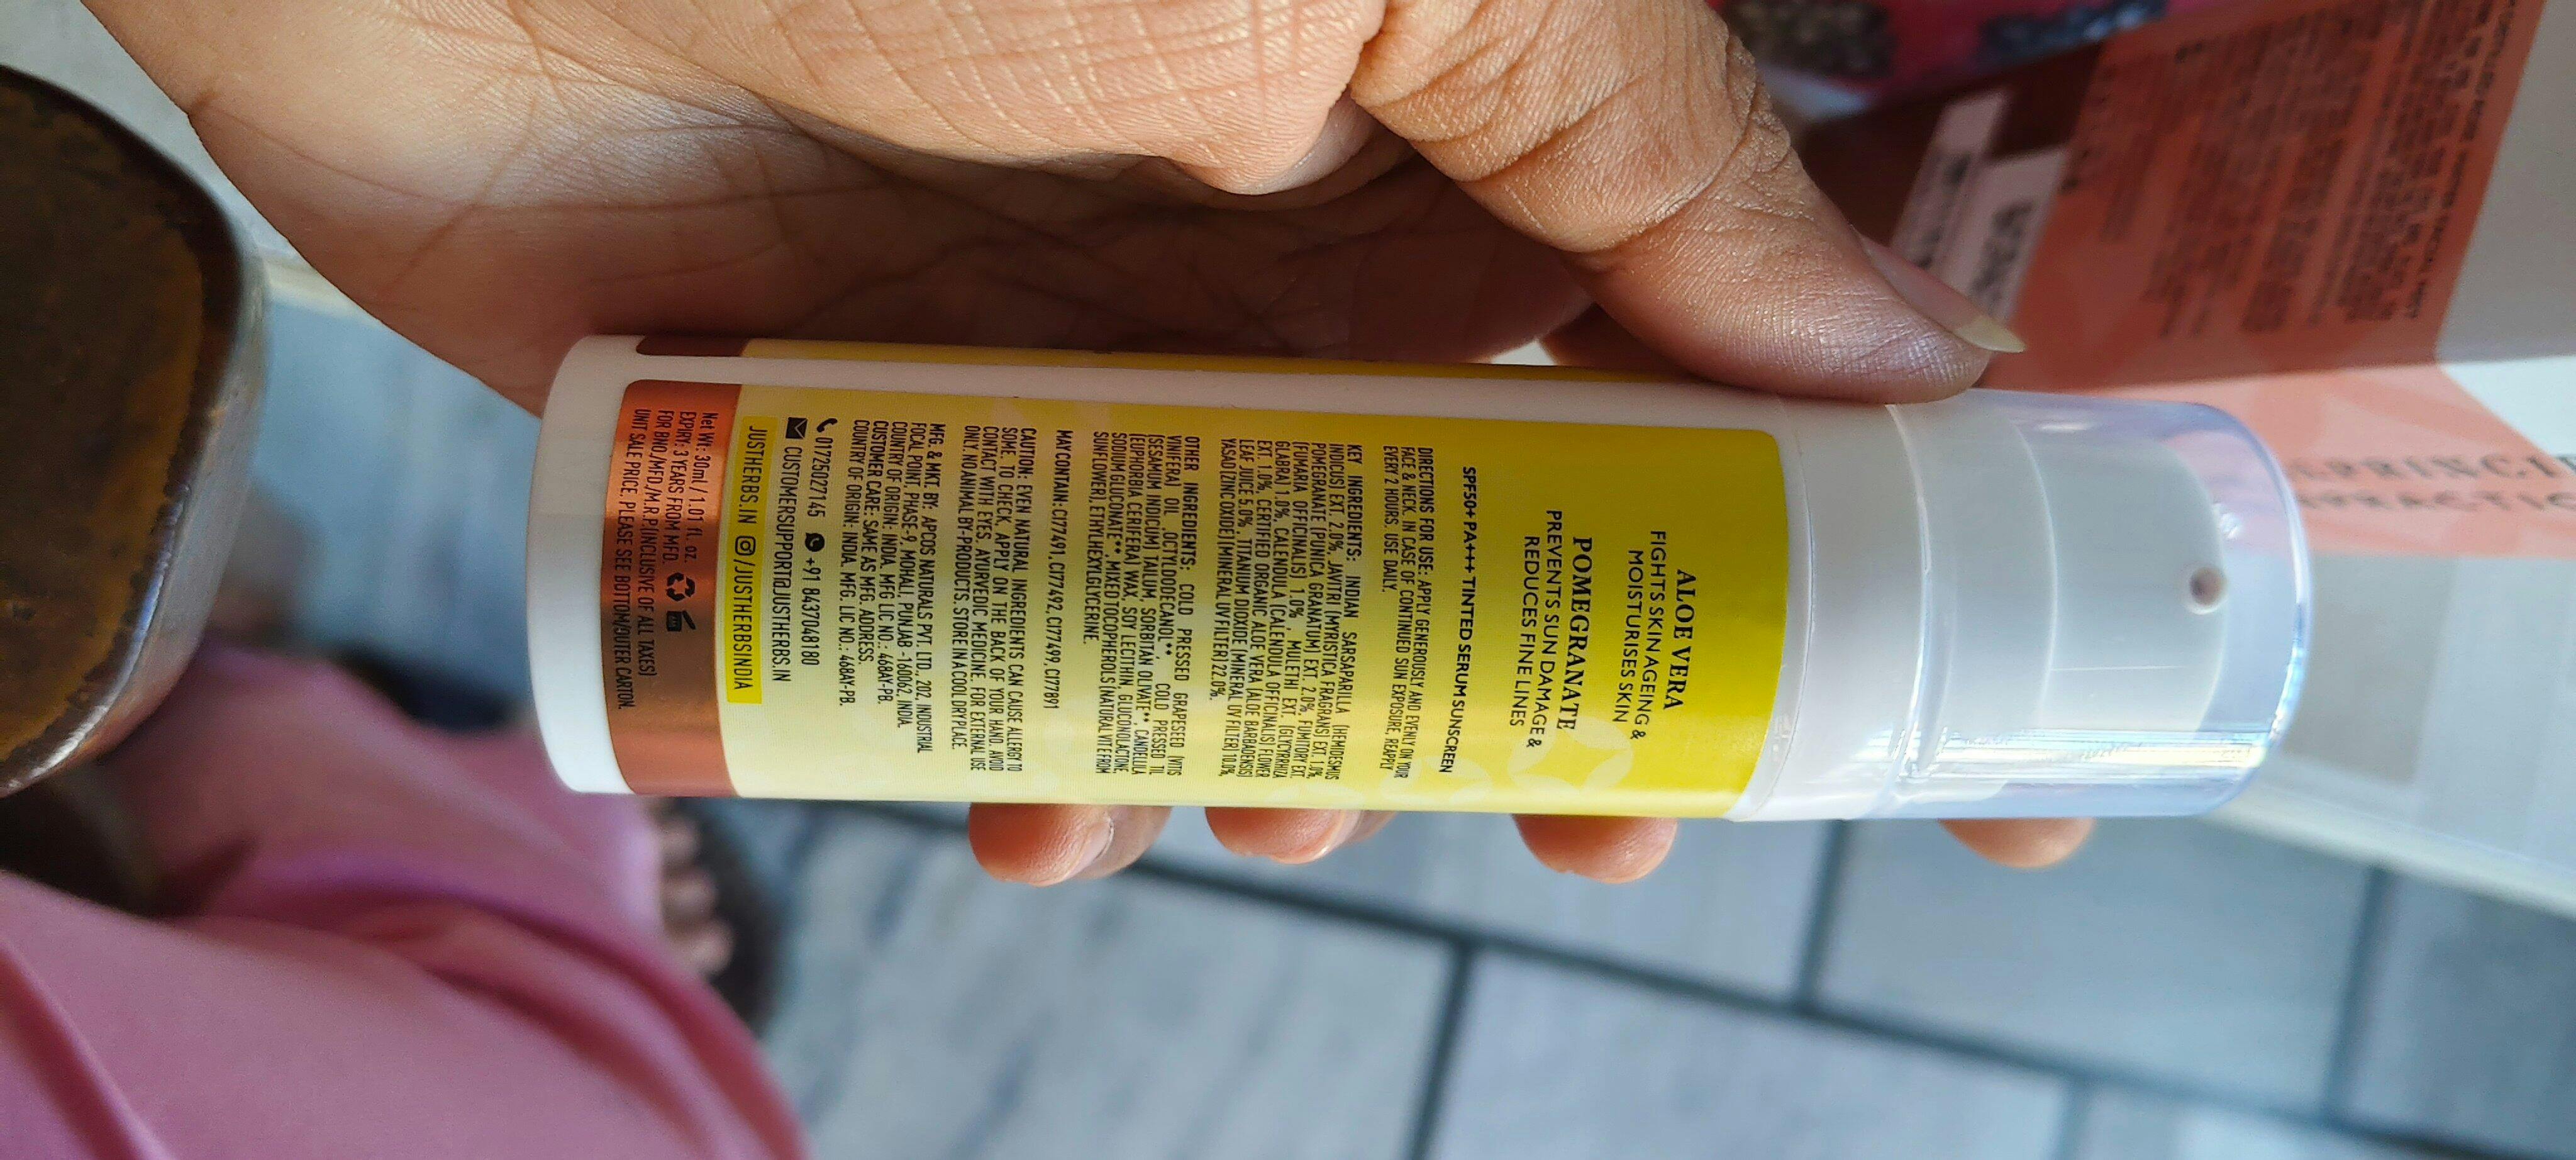 ALOE VERA
FIGHTS SKIN AGEING &
MOISTURISES SKIN
POMEGRANATE
PREVENTS SUN DAMAGE &
REDUCES FINE LINES
SPF50+ PA+++ TINTED SERUM SUNSCREEN
DIRECTIONS FOR USE: APPLY GENEROUSLY AND EVENLY ON YOUR
FACE & NECK. IN CASE OF CONTINUED SUN EXPOSURE, REAPPLY
EVERY 2 HOURS. USE DAILY.
KEY INGREDIENTS: INDIAN SARSAPARILLA (HEMIDESMUS
INDICUS) EXT. 2.0%, JAVITRI (MYRISTICA FRAGRANS) EXT. 1.0%,
POMEGRANATE (PUNICA GRANATUM) EXT. 2.0%, FUMITORY EXT.
(FUMARIA OFFICINALIS) 1.0% , MULETHI EXT. (GLYCYRRHIZA
GLABRA) 1.0%, CALENDULA (CALENDULA OFFICINALIS) FLOWER
EXT. 1.0%, CERTIFIED ORGANIC ALOE VERA (ALOE BARBADENSIS)
LEAF JUICE 5.0%, TITANIUM DIOXIDE (MINERAL UV FILTER) 10.0%,
YASAD ZINC OXIDE) (MINERAL UV FILTER) 22.0%.
OTHER INGREDIENTS: COLD PRESSED GRAPESEED (VITIS
VINIFERA) OIL ,OCTYLDODECANOL**, COLD PRESSED TIL
(SESAMUM INDICUM) TAILUM, SORBITAN OLIVATE** CANDELILLA
(EUPHORBIA CERIFERA) WAX, SOY LECITHIN, GLUCONOLACTONE,
SODIUM GLUCONATE**, MIXED TOCOPHEROLS (NATURAL VIT E FROM
SUNFLOWER), ETHYLHEXYLGLYCERINE.
MAY CONTAIN: CI77491, CI77492, CI77499, CI77891
CAUTION: EVEN NATURAL INGREDIENTS CAN CAUSE ALLERGY TO
SOME. TO CHECK, APPLY ON THE BACK OF YOUR HAND. AVOID
CONTACT WITH EYES. AYURVEDIC MEDICINE. FOR EXTERNAL USE
ONLY. NO ANIMAL BY-PRODUCTS. STORE IN A COOL DRY PLACE.
MFG. & MKT. BY: APCOS NATURALS PVT. LTD., 202, INDUSTRIAL
FOCAL POINT, PHASE-9, MOHALI, PUNJAB -160062, INDIA.
COUNTRY OF ORIGIN: INDIA. MFG LIC NO.: 468AY-PB.
CUSTOMER CARE: SAME AS MFG. ADDRESS.
COUNTRY OF ORIGIN: INDIA. MFG. LIC NO.: 468AY-PB.
01725027145 +91 8437048180
CUSTOMERSUPPORT@JUSTHERBS.IN
JUSTHERBS.IN /JUSTHERBSINDIA
Net Wt.: 30ml/ 1.01 fl. oz.
EXPIRY: 3 YEARS FROM MFD.
FOR BNO./MFD/M.R.P.(INCLUSIVE OF ALL TAXES)
UNIT SALE PRICE, PLEASE SEE BOTTOM/OUTER CARTON.